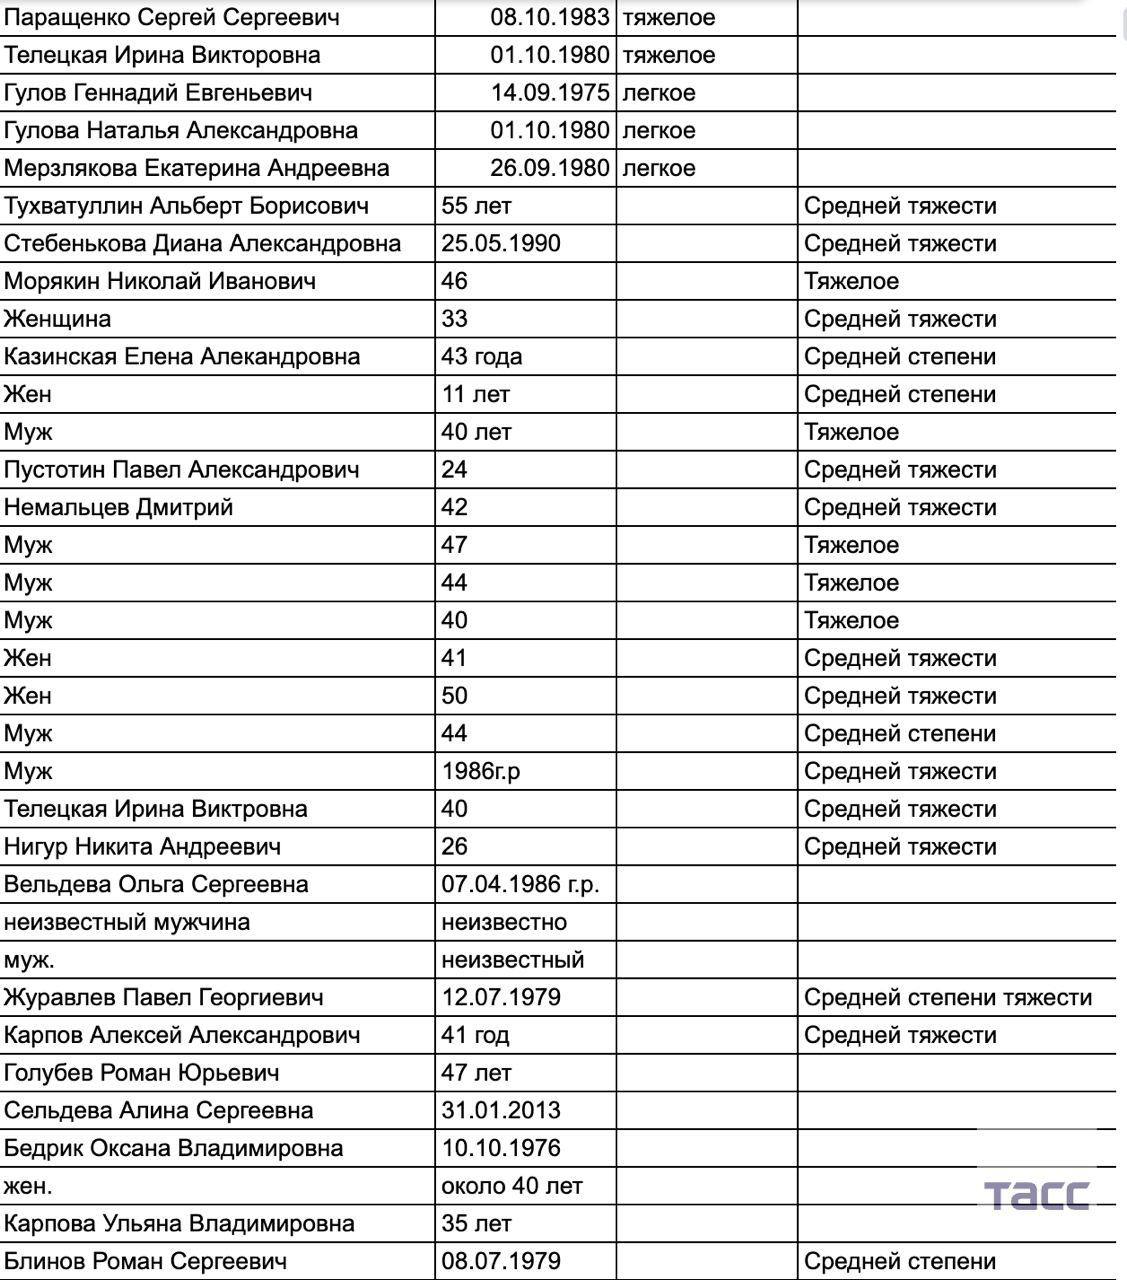 Паращенко Сергей Сергеевич 08.10.1983 тяжелое
Телецкая Ирина Викторовна 01.10.1980 тяжелое
Гулов Геннадий Евгеньевич 14.09.1975 легкое
Гулова Наталья Александровна 01.10.1980 легкое
Мерзлякова Екатерина Андреевна 26.09.1980 легкое
Тухватуллин Альберт Борисович 55 лет Средней тяжести
Стебенькова Диана Александровна 25.05.1990 Средней тяжести
Морякин Николай Иванович 46 Тяжелое
Женщина 33 Средней тяжести
Казинская Елена Алекандровна 43 года Средней степени
Жен 11 лет Средней степени
Муж 40 лет Тяжелое
Пустотин Павел Александрович 24 Средней тяжести
Немальцев Дмитрий 42 Средней тяжести
Муж 47 Тяжелое
Муж 44 Тяжелое
Муж 40 Тяжелое
Жен 41 Средней тяжести
Жен 50 Средней тяжести
Муж 44 Средней степени
Муж 1986г.р Средней тяжести
Телецкая Ирина Виктровна 40 Средней тяжести
Нигур Никита Андреевич 26 Средней тяжести
Вельдева Ольга Сергеевна 07.04.1986 г.р.
неизвестный мужчина неизвестно
муж. неизвестный
Журавлев Павел Георгиевич 12.07.1979 Средней степени тяжести
Карпов Алексей Александрович 41 год Средней тяжести
Голубев Роман Юрьевич 47 лет
Сельдева Алина Сергеевна 31.01.2013
Бедрик Оксана Владимировна 10.10.1976
жен. около 40 лет
тасс
Карпова Ульяна Владимировна 35 лет
Блинов Роман Сергеевич 08.07.1979 Средней степени